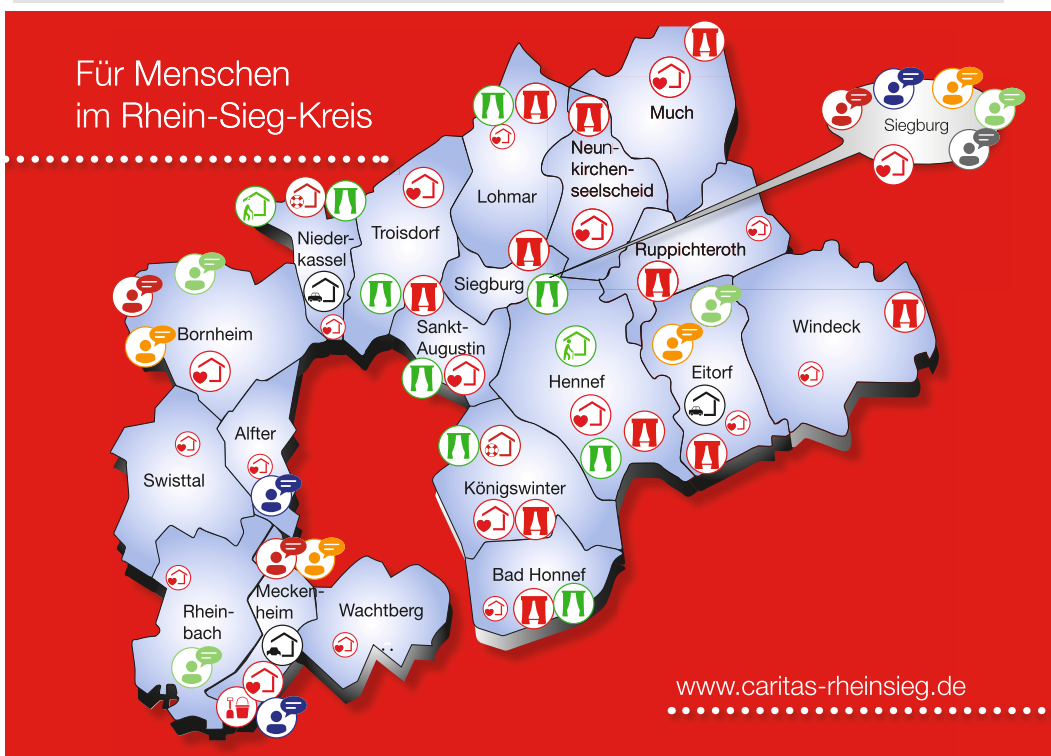 Für Menschen
im Rhein-Sieg-Kreis
Much
Siegburg
Neun-
kirchen-
seelscheid
Lohmar
Troisdorf
Nieder-
kassel
Ruppichteroth
Siegburg
Windeck
Sankt-
Augustin
Bornheim
Hennef
Eitorf
Alfter
Swisttal
Königswinter
Bad Honnef
Mecken-
heim
Wachtberg
Rhein-
bach
www.caritas-rheinsieg.de